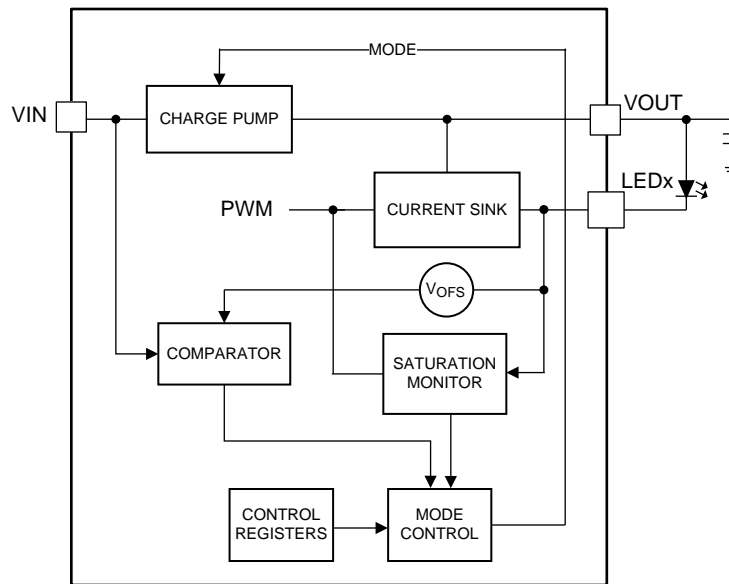 MODE
VIN
CHARGE PUMP
VOUT
LEDx
PWM
CURRENT SINK
VOFS
COMPARATOR
SATURATION
MONITOR
CONTROL
REGISTERS
MODE
CONTROL